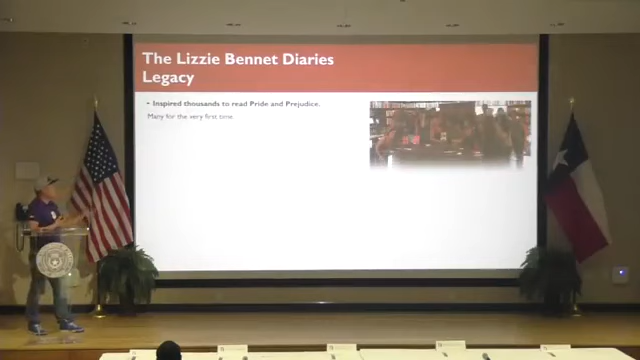 The Lizzie Bennet Diaries
Legacy
• Inspired thousands to read Pride and Prejudice.
Many for the very first time